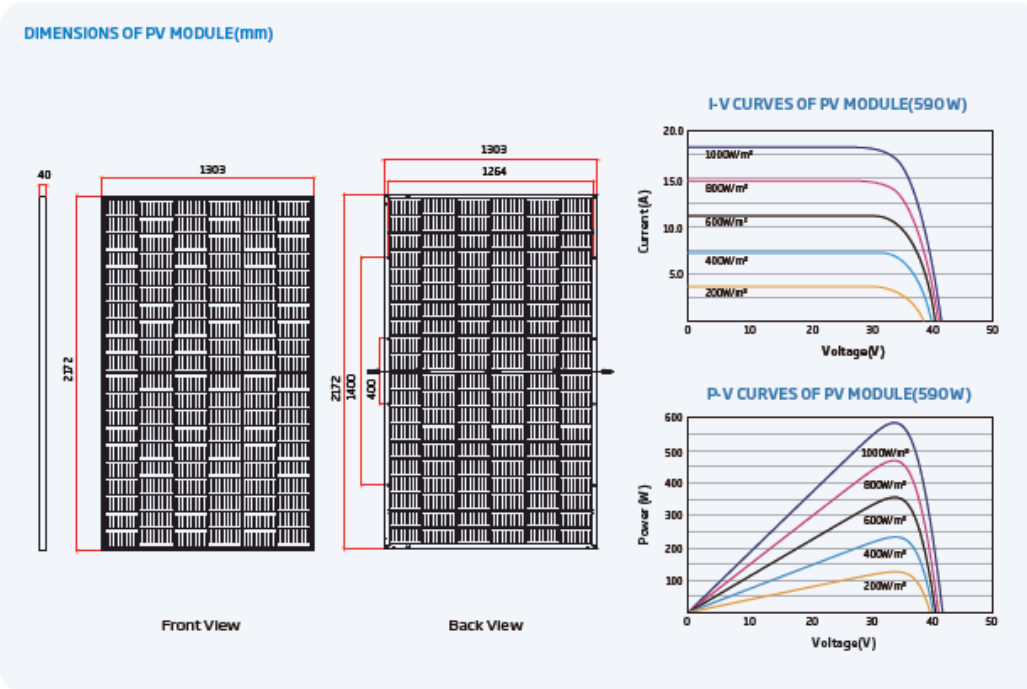 DIMENSIONS OF PV MODULE(mm)
40
1303
2172
Front View
1303
1264
2172
1400
400
Back View
I-V CURVES OF PV MODULE(590W)
Current(A)
20.0
15.0
10.0
5.0
1000W/m²
800W/m²
600W/m²
400W/m²
200W/m²
0 10 20 30 40 50
Voltage(V)
P-V CURVES OF PV MODULE(590W)
Power (W)
600
500
400
300
200
100
1000W/m²
800W/m²
600W/m²
400W/m²
200W/m²
0 10 20 30 40 50
Voltage(V)